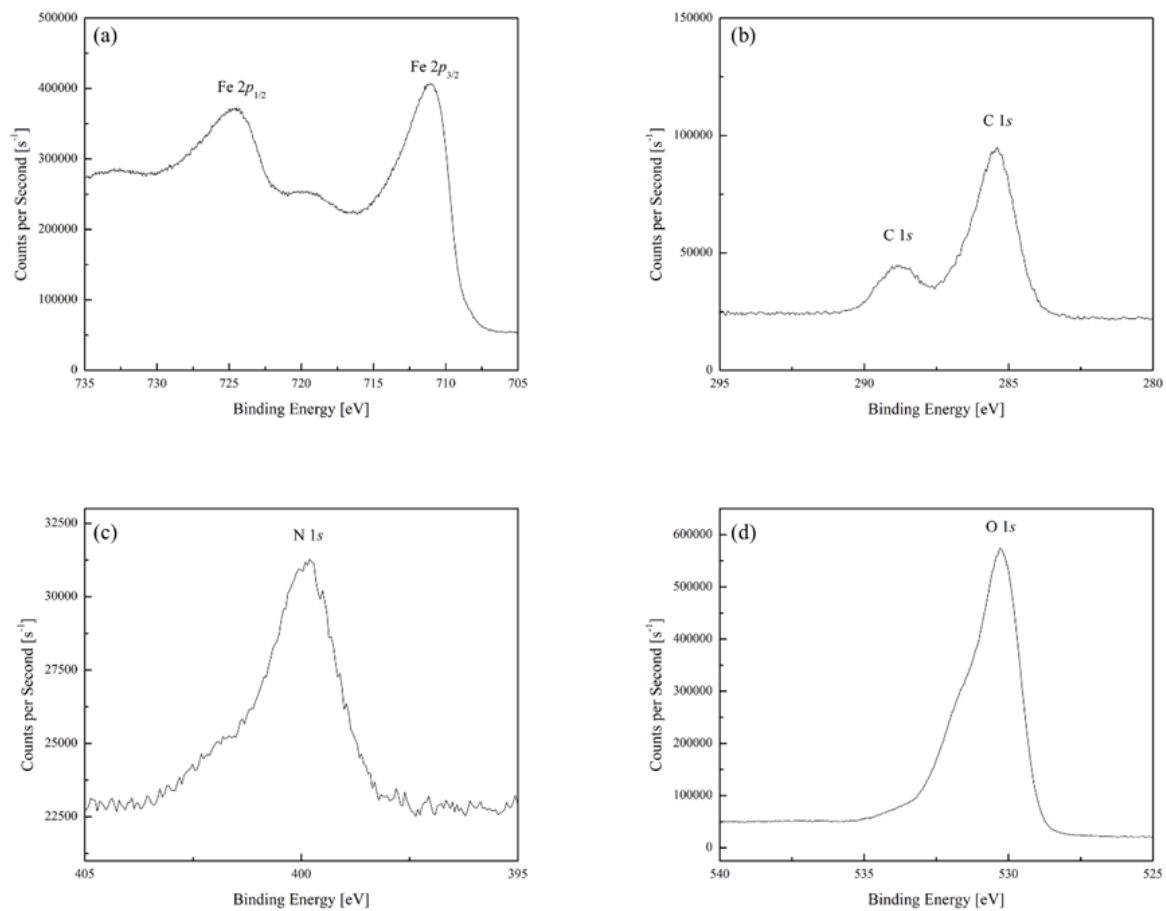 (a)
Fe 2p1/2
Fe 2p3/2
500000
400000
300000
200000
100000
0
735
730
725
720
715
710
705
Counts per Second [s-1]
Binding Energy [eV]
(b)
C 1s
C 1s
150000
100000
50000
0
295
290
285
280
Counts per Second [s-1]
Binding Energy [eV]
(c)
N 1s
32500
30000
27500
25000
22500
405
400
395
Counts per Second [s-1]
Binding Energy [eV]
(d)
O 1s
600000
500000
400000
300000
200000
100000
0
540
535
530
525
Counts per Second [s-1]
Binding Energy [eV]